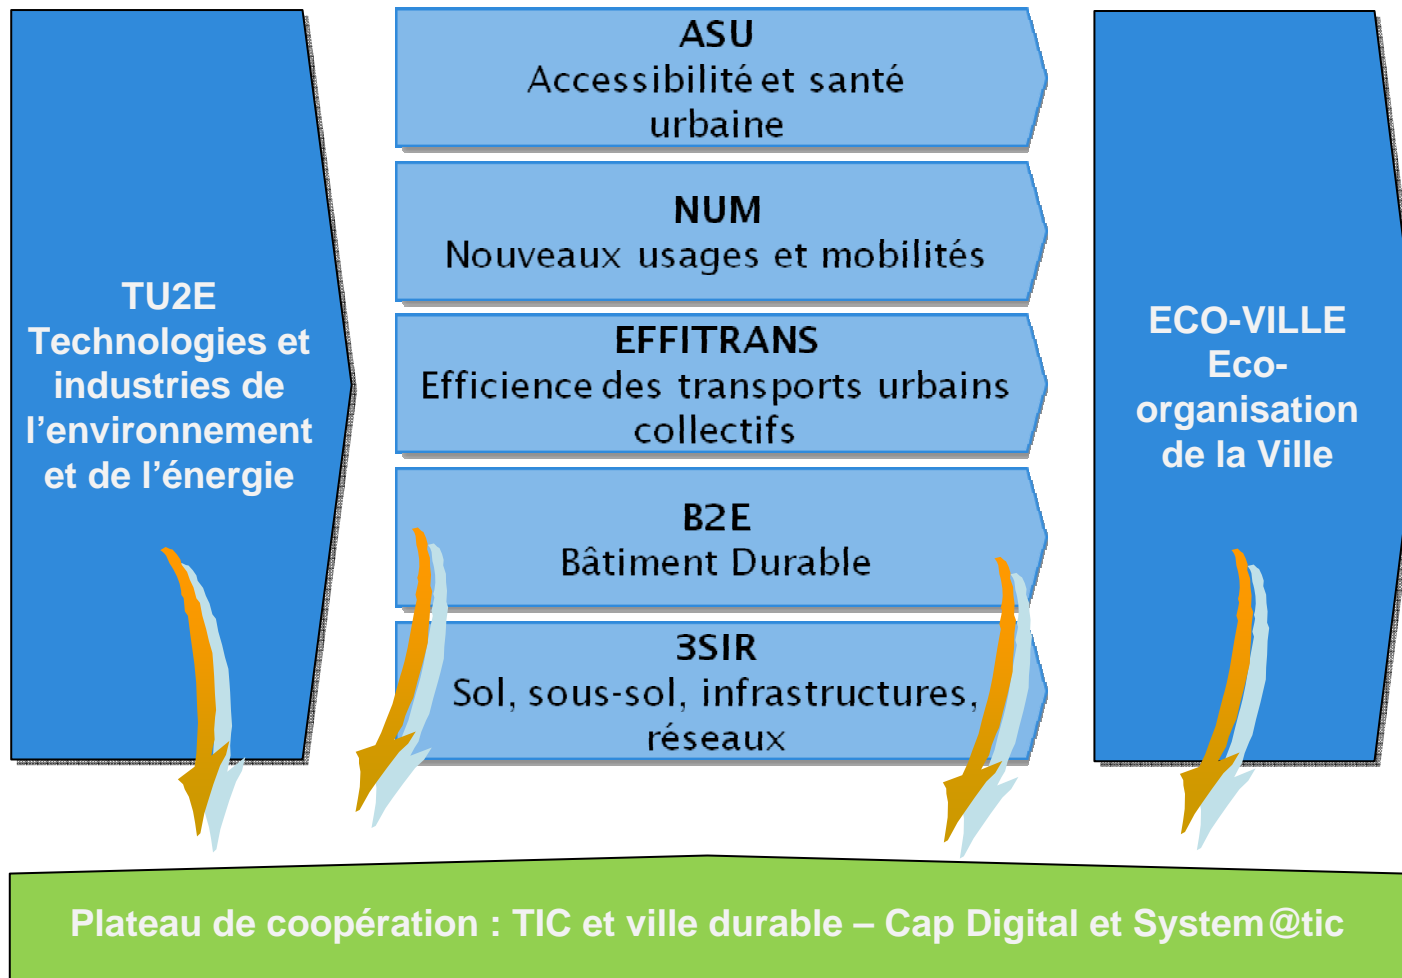 TU2E
Technologies et
industries de
l’environnement
et de l’énergie
ASU
Accessibilité et santé
urbaine
NUM
Nouveaux usages et mobilités
EFFITRANS
Efficience des transports urbains
collectifs
B2E
Bâtiment Durable
3SIR
Sol, sous-sol, infrastructures,
réseaux
ECO-VILLE
Eco-
organisation
de la Ville
Plateau de coopération : TIC et ville durable – Cap Digital et System@tic